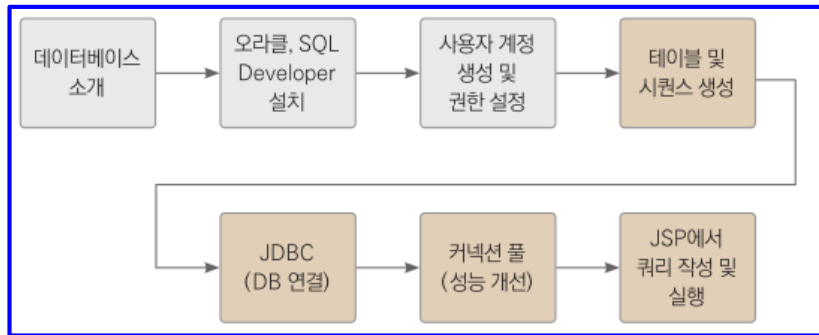 데이터베이스
소개
오라클, SQL
Developer
설치
사용자 계정
생성 및
권한 설정
테이블 및
시퀀스 생성
JDBC
(DB 연결)
커넥션 풀
(성능 개선)
JSP에서
쿼리 작성 및
실행